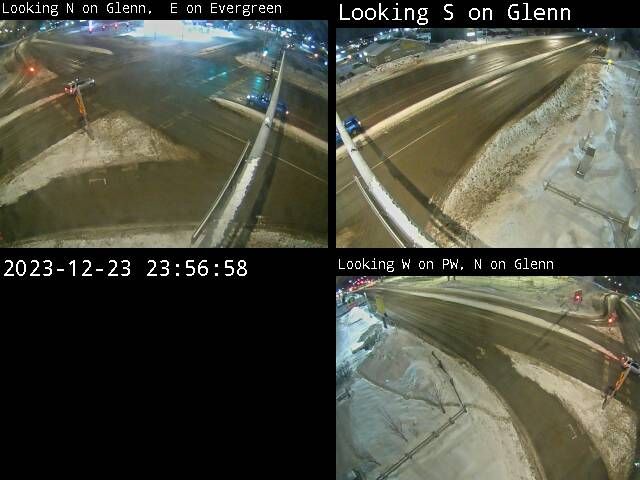 Looking N on Glenn,  E on Evergreen
Looking S on Glenn
2023-12-23 23:56:58
Looking W on PW, N on Glenn